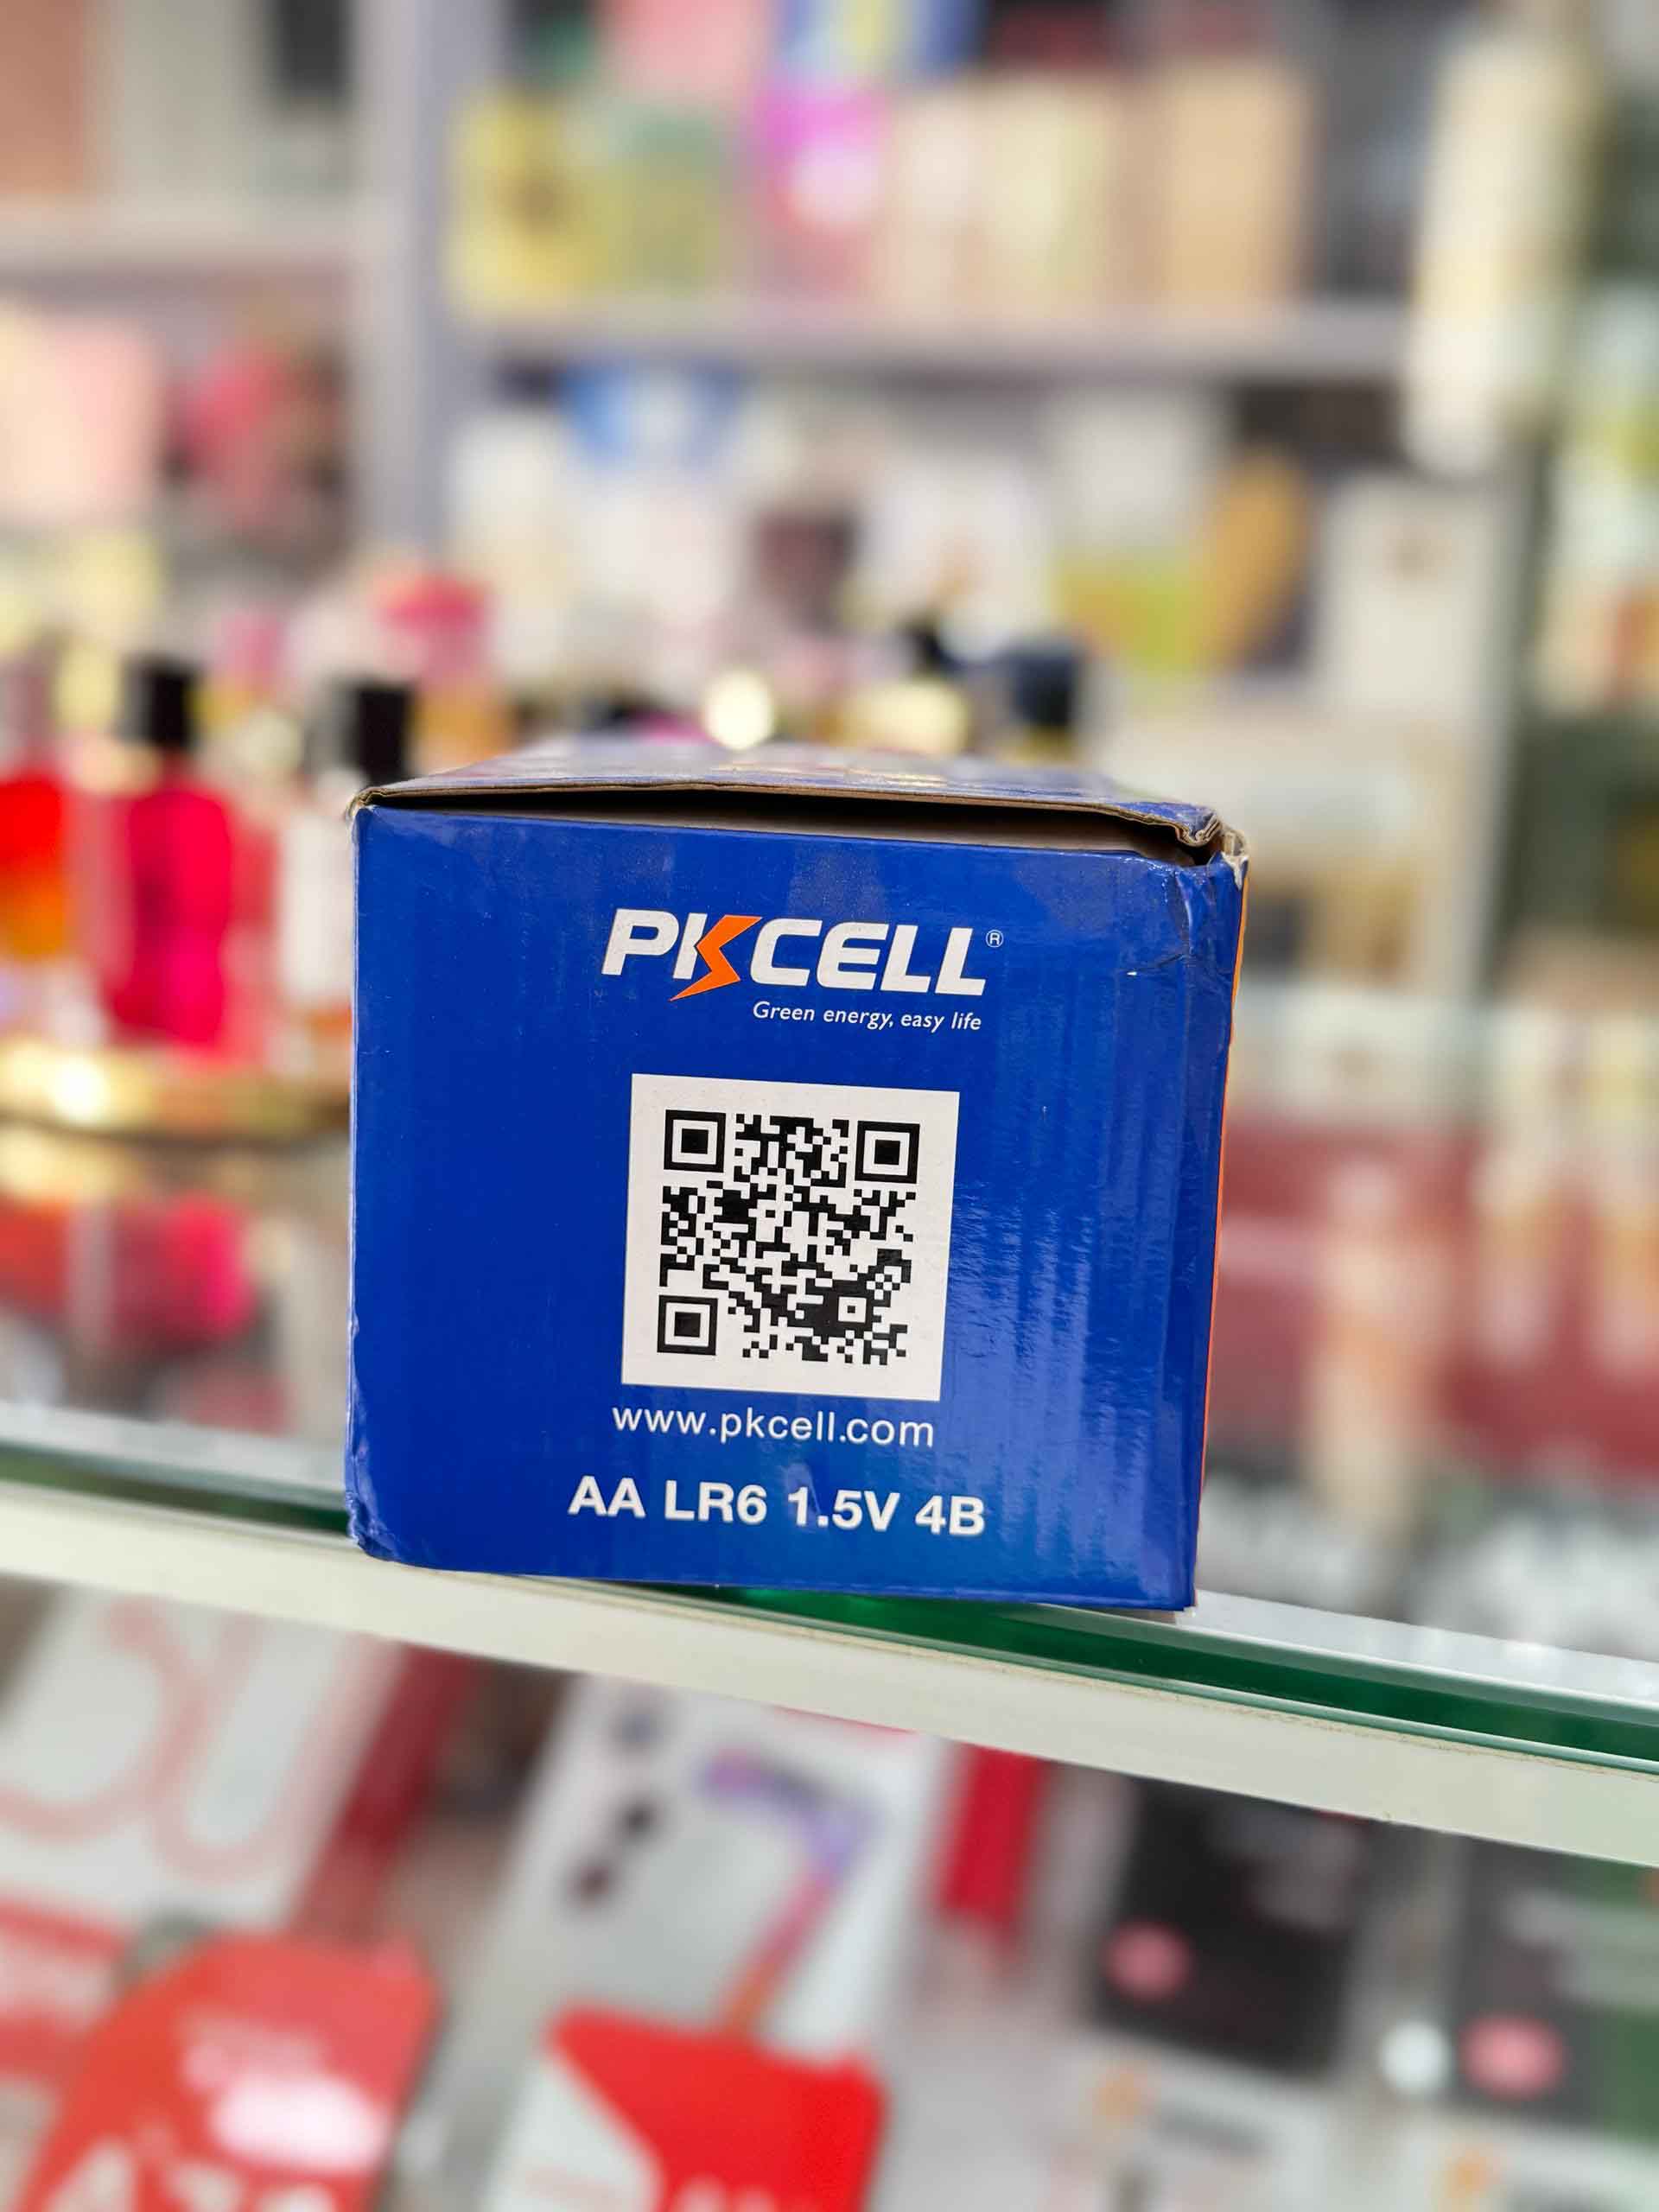 PKCELL®
Green energy, easy life
www.pkcell.com
AA LR6 1.5V 4B